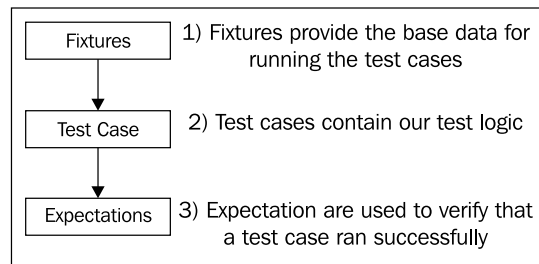 Fixtures
1) Fixtures provide the base data for
running the test cases
Test Case
2) Test cases contain our test logic
Expectations
3) Expectation are used to verify that
a test case ran successfully